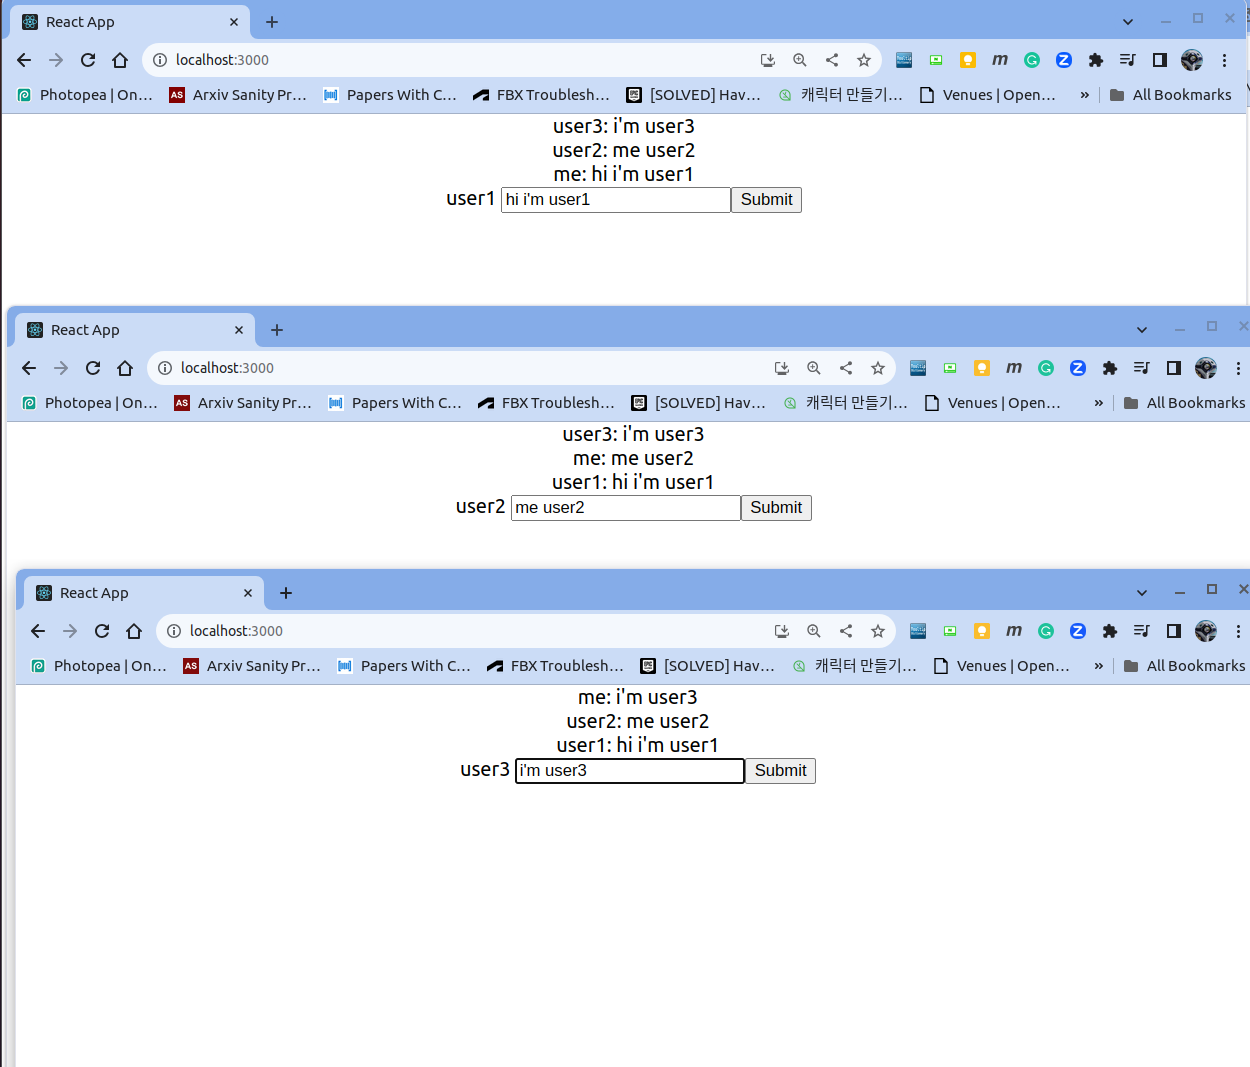 React App
localhost:3000
Photopea | On... AS Arxiv Sanity Pr... Papers With C... FBX Troublesh... [SOLVED] Hav... 캐릭터 만들기... Venues | Open... » All Bookmarks
user3: i'm user3
user2: me user2
me: hi i'm user1
user1 hi i'm user1 Submit
React App
localhost:3000
Photopea | On... AS Arxiv Sanity Pr... Papers With C... FBX Troublesh... [SOLVED] Hav... 캐릭터 만들기... Venues | Open... » All Bookmarks
user3: i'm user3
me: me user2
user1: hi i'm user1
user2 me user2 Submit
React App
localhost:3000
Photopea | On... AS Arxiv Sanity Pr... Papers With C... FBX Troublesh... [SOLVED] Hav... 캐릭터 만들기... Venues | Open... » All Bookmarks
me: i'm user3
user2: me user2
user1: hi i'm user1
user3 i'm user3 Submit